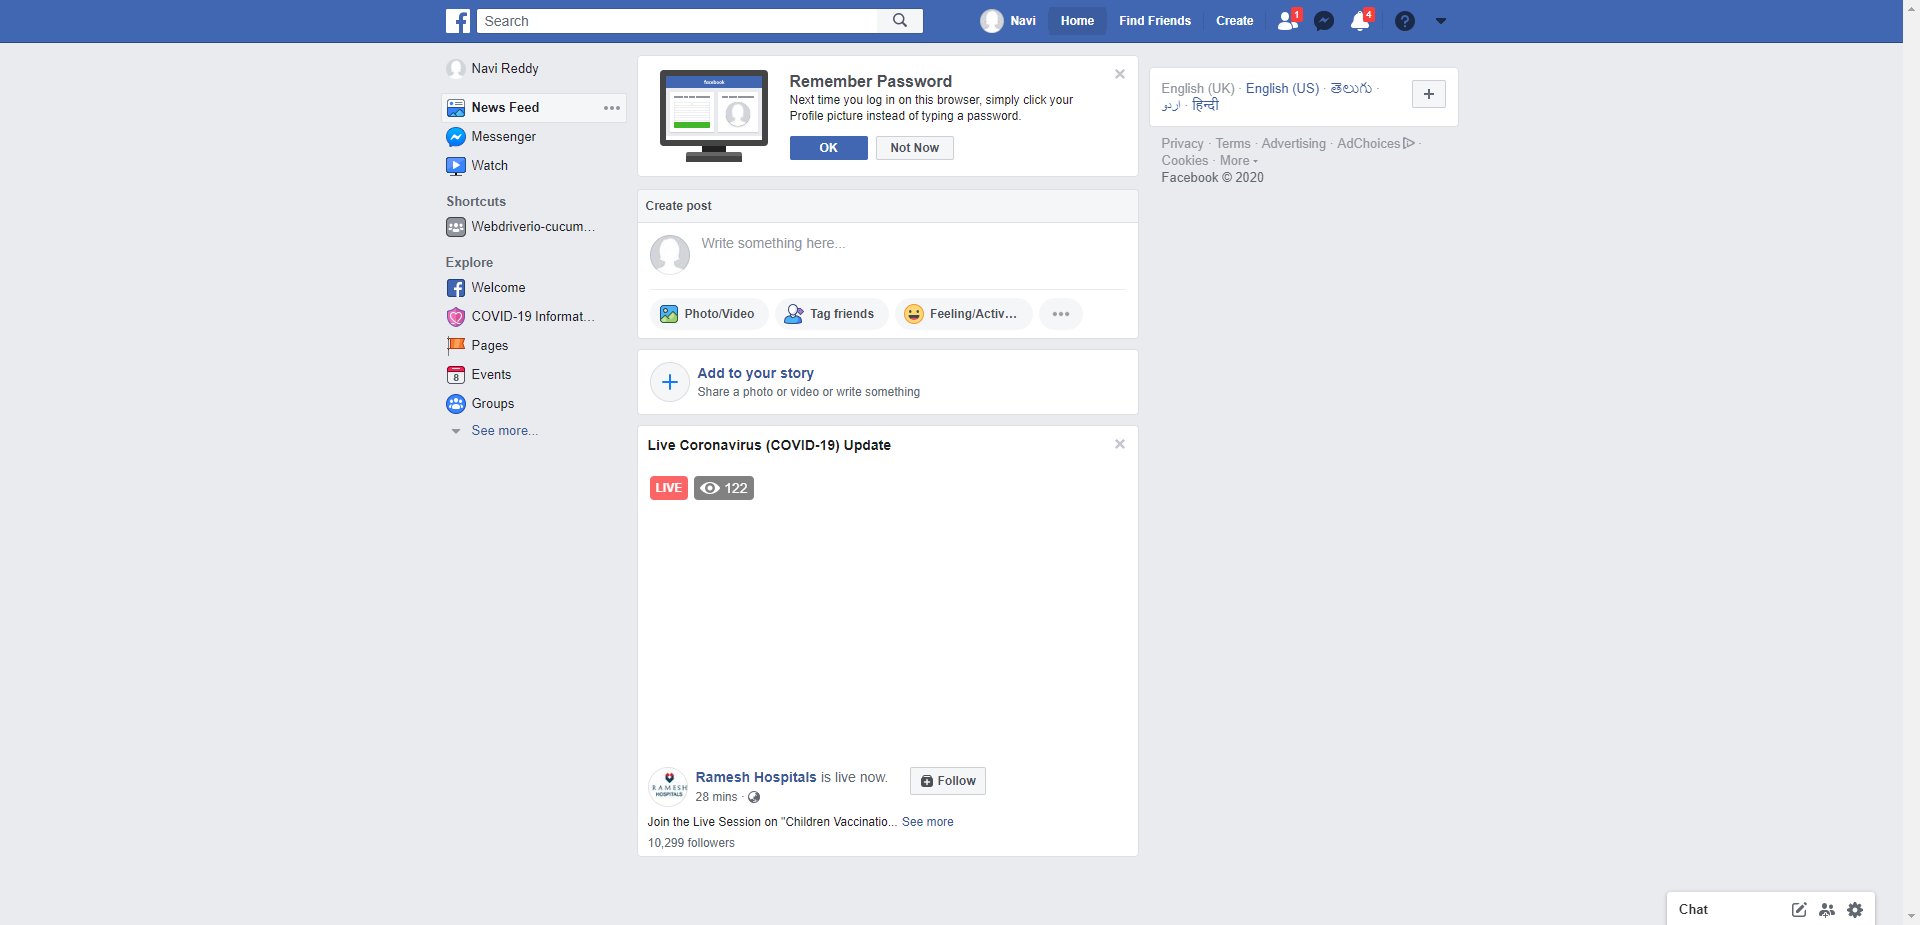 Search
Navi
Home
Find Friends
Create
1
4
Navi Reddy
News Feed
Messenger
Watch
Shortcuts
Webdriverio-cucum...
Explore
Welcome
COVID-19 Informat...
Pages
8
Events
Groups
See more...
facebook
Remember Password
Next time you log in on this browser, simply click your
Profile picture instead of typing a password.
OK
Not Now
Create post
Write something here...
Photo/Video
Tag friends
Feeling/Activ...
Add to your story
Share a photo or video or write something
Live Coronavirus (COVID-19) Update
LIVE
122
RAMESH
HOSPITALS
Ramesh Hospitals is live now.
28 mins ·
Follow
Join the Live Session on "Children Vaccinatio... See more
10,299 followers
English (UK) · English (US) · తెలుగు ·
اردو · हिन्दी
Privacy · Terms · Advertising · AdChoices ·
Cookies · More
Facebook © 2020
Chat